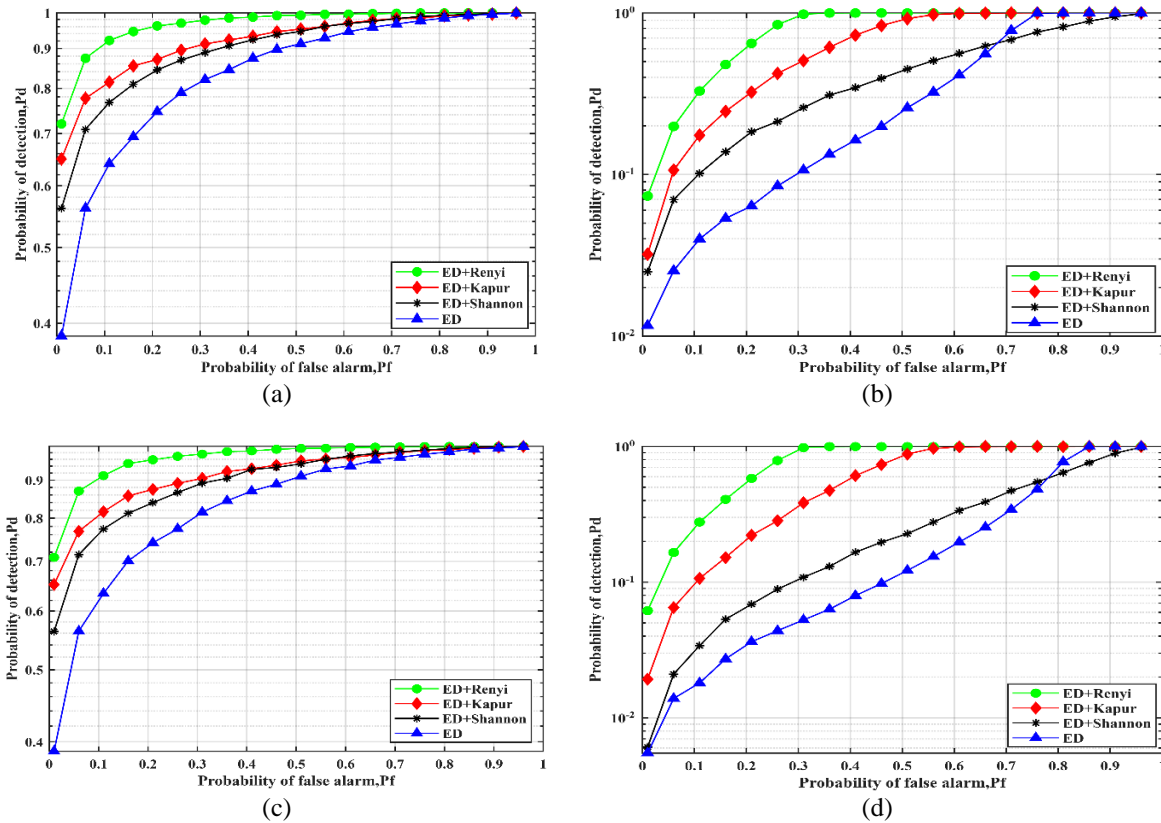 1
0.9
0.8
0.7
0.6
0.5
0.4
Probability of detection,Pd
ED+Renyi
ED+Kapur
ED+Shannon
ED
0 0.1 0.2 0.3 0.4 0.5 0.6 0.7 0.8 0.9 1
Probability of false alarm,Pf
(a)
10^0
10^-1
10^-2
Probability of detection,Pd
ED+Renyi
ED+Kapur
ED+Shannon
ED
0 0.1 0.2 0.3 0.4 0.5 0.6 0.7 0.8 0.9 1
Probability of false alarm,Pf
(b)
0.9
0.8
0.7
0.6
0.5
0.4
Probability of detection,Pd
ED+Renyi
ED+Kapur
ED+Shannon
ED
0 0.1 0.2 0.3 0.4 0.5 0.6 0.7 0.8 0.9 1
Probability of false alarm,Pf
(c)
10^0
10^-1
10^-2
Probability of detection,Pd
ED+Renyi
ED+Kapur
ED+Shannon
ED
0 0.1 0.2 0.3 0.4 0.5 0.6 0.7 0.8 0.9 1
Probability of false alarm,Pf
(d)